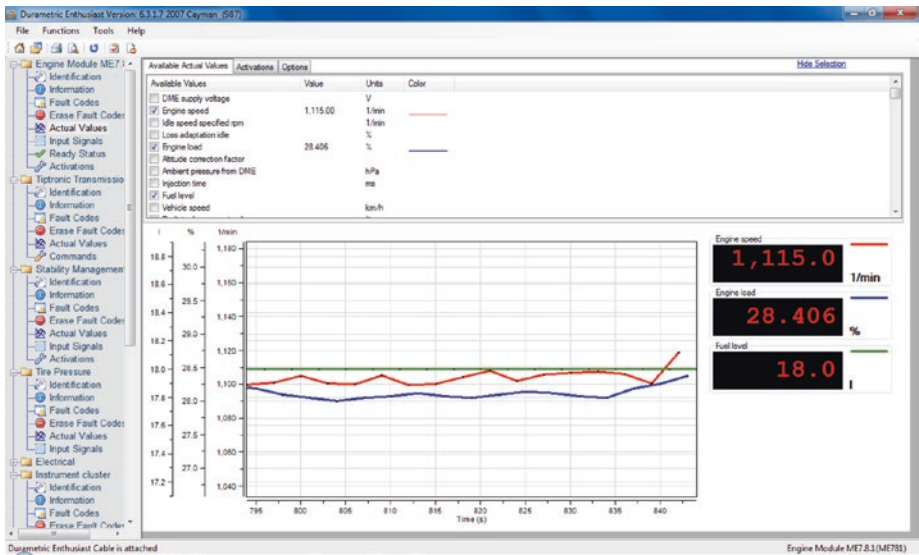 Durametric Enthusiast Version: 6.3.1.7 2007 Cayman (S87)
File Functions Tools Help
Engine Module ME7.8
Identification
Information
Fault Codes
Erase Fault Codes
Actual Values
Input Signals
Ready Status
Activations
Tiptronic Transmissio
Identification
Information
Fault Codes
Erase Fault Codes
Actual Values
Commands
Stability Management
Identification
Information
Fault Codes
Erase Fault Codes
Actual Values
Input Signals
Activations
Tire Pressure
Identification
Information
Fault Codes
Erase Fault Codes
Actual Values
Input Signals
Electrical
Instrument cluster
Identification
Information
Fault Codes
Erase Fault Codes
Available Actual Values Activations Options Hide Selection
Available Values Value Units Color
DME supply voltage V
Engine speed 1,115.00 1/min
Idle speed specified rpm 1/min
Loss adaptation idle %
Engine load 28.406 %
Altitude correction factor
Ambient pressure from DME hPa
Injection time ms
Fuel level
Vehicle speed km/h
l % 1/min
1,180
18.8
30.0
18.6 1,160
29.5
18.4 1,140
29.0
18.2
1,120
18.0 28.5
1,100
17.8 28.0
1,080
17.6
27.5
17.4 1,060
27.0
17.2
1,040
795 800 805 810 815 820 825 830 835 840
Time (s)
Engine speed
1,115.0
1/min
Engine load
28.406
%
Fuel level
18.0
l
Durametric Enthusiast Cable is attached Engine Module ME7.8.1(ME781)